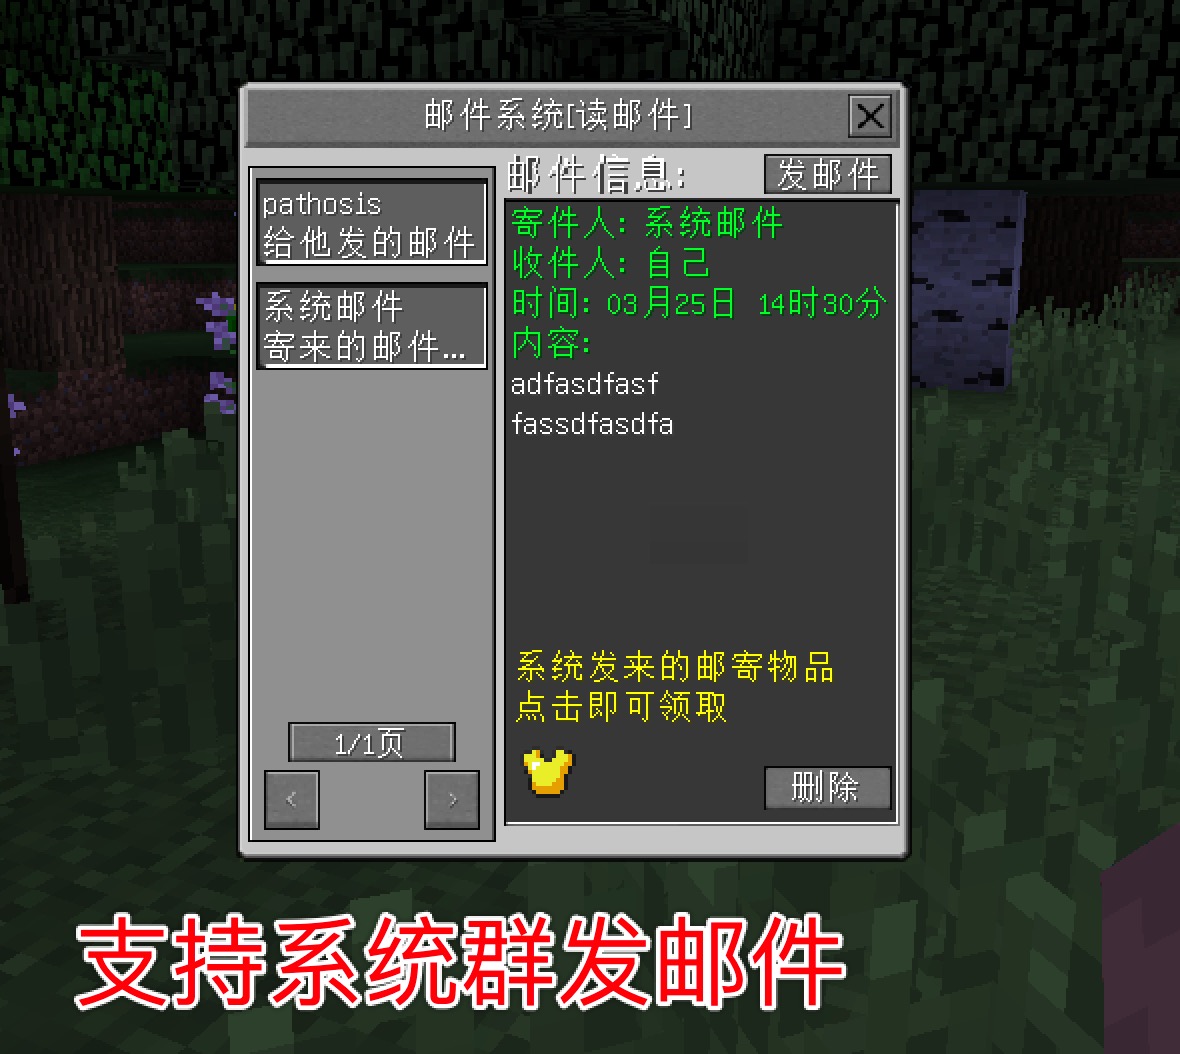 邮件系统[读邮件]
邮件信息:
发邮件
pathosis
给他发的邮件
系统邮件
寄来的邮件...
寄件人: 系统邮件
收件人: 自己
时间: 03月25日 14时30分
内容:
adfasdfasf
fassdfasdfa
系统发来的邮寄物品
点击即可领取
删除
1/1页
<
>
支持系统群发邮件